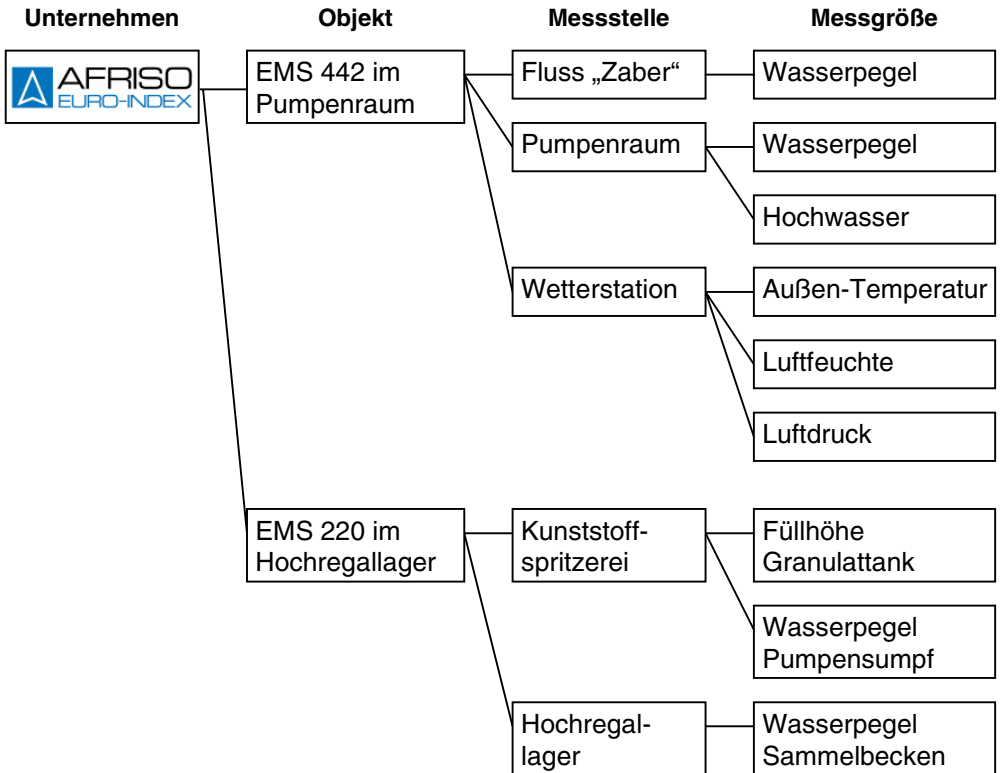 Unternehmen Objekt Messstelle Messgröße
AFRISO
EURO-INDEX
EMS 442 im
Pumpenraum
Fluss „Zaber“
Wasserpegel
Pumpenraum
Wasserpegel
Hochwasser
Wetterstation
Außen-Temperatur
Luftfeuchte
Luftdruck
EMS 220 im
Hochregallager
Kunststoff-
spritzerei
Füllhöhe
Granulattank
Wasserpegel
Pumpensumpf
Hochregal-
lager
Wasserpegel
Sammelbecken